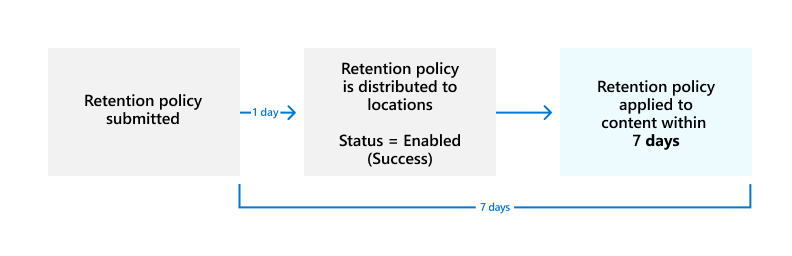 Retention policy
submitted
1 day
Retention policy
is distributed to
locations
Status = Enabled
(Success)
Retention policy
applied to
content within
7 days
7 days